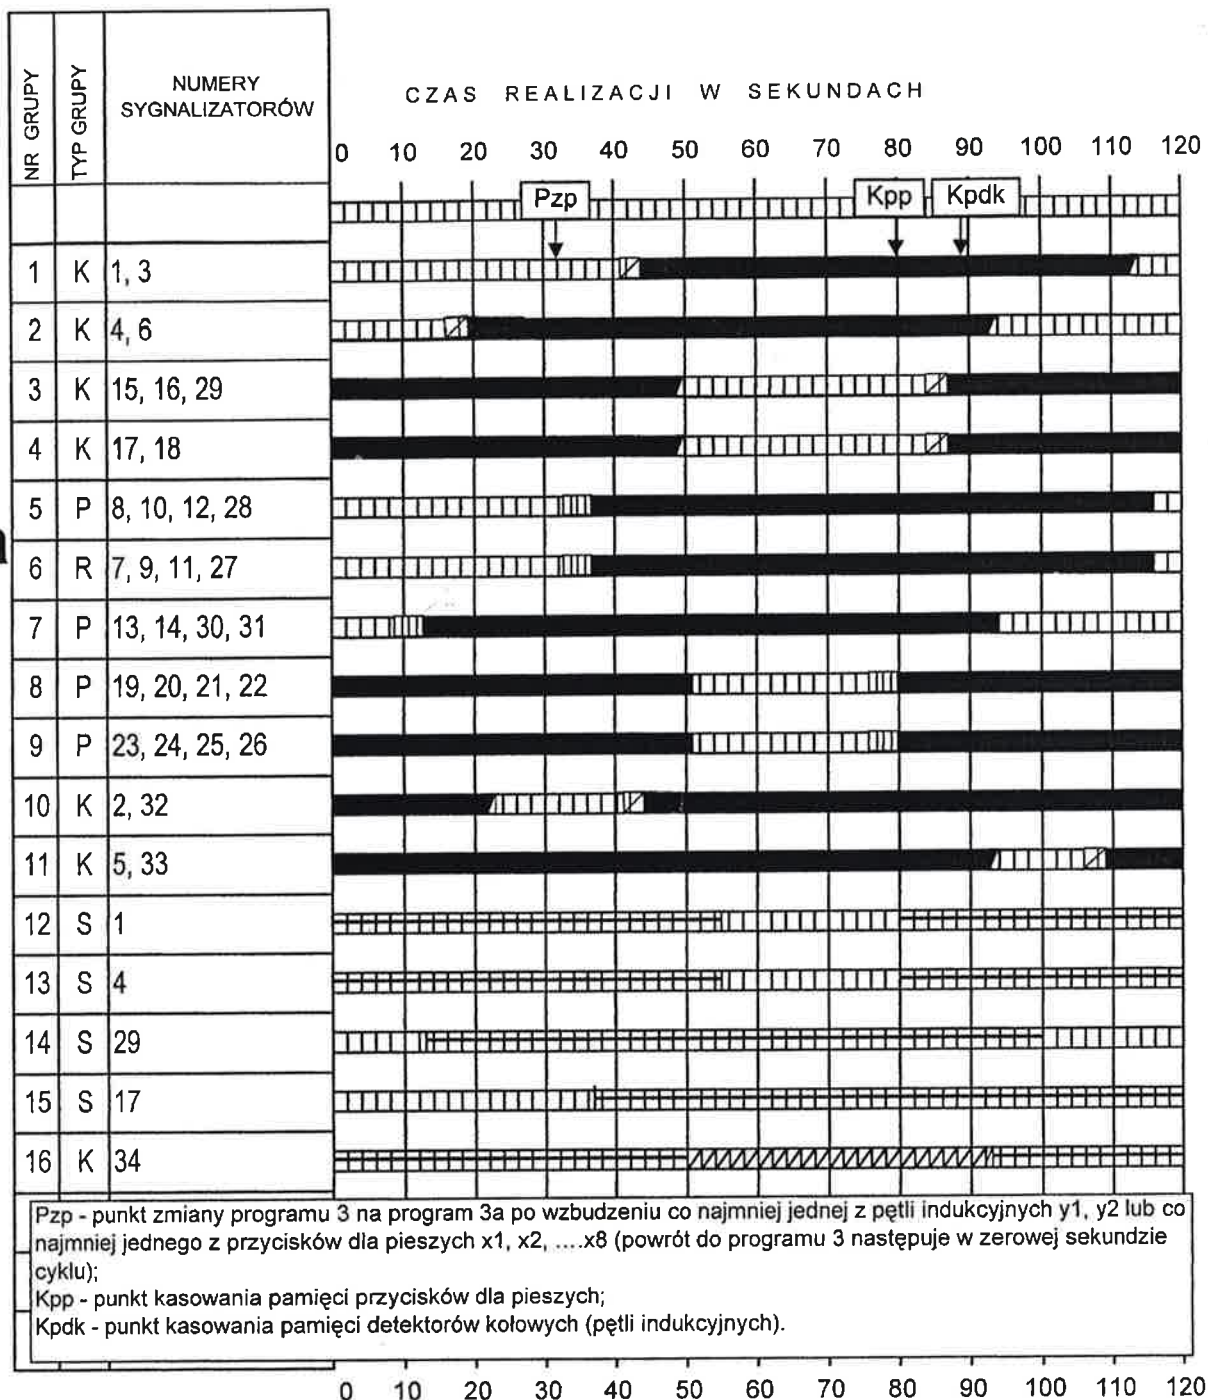 NR GRUPY
TYP GRUPY
NUMERY
SYGNALIZATORÓW
CZAS REALIZACJI W SEKUNDACH
0 10 20 30 40 50 60 70 80 90 100 110 120
Pzp Kpp Kpdk
1 K 1, 3
2 K 4, 6
3 K 15, 16, 29
4 K 17, 18
5 P 8, 10, 12, 28
6 R 7, 9, 11, 27
7 P 13, 14, 30, 31
8 P 19, 20, 21, 22
9 P 23, 24, 25, 26
10 K 2, 32
11 K 5, 33
12 S 1
13 S 4
14 S 29
15 S 17
16 K 34
Pzp - punkt zmiany programu 3 na program 3a po wzbudzeniu co najmniej jednej z pętli indukcyjnych y1, y2 lub co
najmniej jednego z przycisków dla pieszych x1, x2, ....x8 (powrót do programu 3 następuje w zerowej sekundzie
cyklu);
Kpp - punkt kasowania pamięci przycisków dla pieszych;
Kpdk - punkt kasowania pamięci detektorów kołowych (pętli indukcyjnych).
0 10 20 30 40 50 60 70 80 90 100 110 120